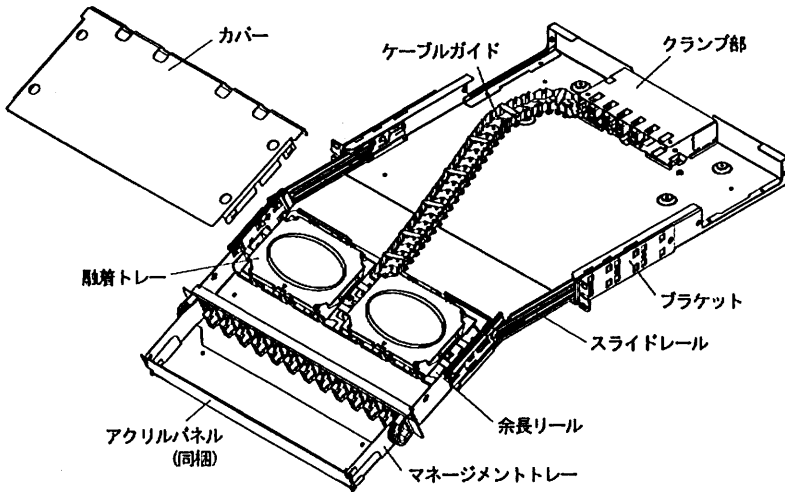 カバー
ケーブルガイド
クランプ部
融着トレー
ブラケット
スライドレール
余長リール
アクリルパネル
(同梱)
マネージメントトレー